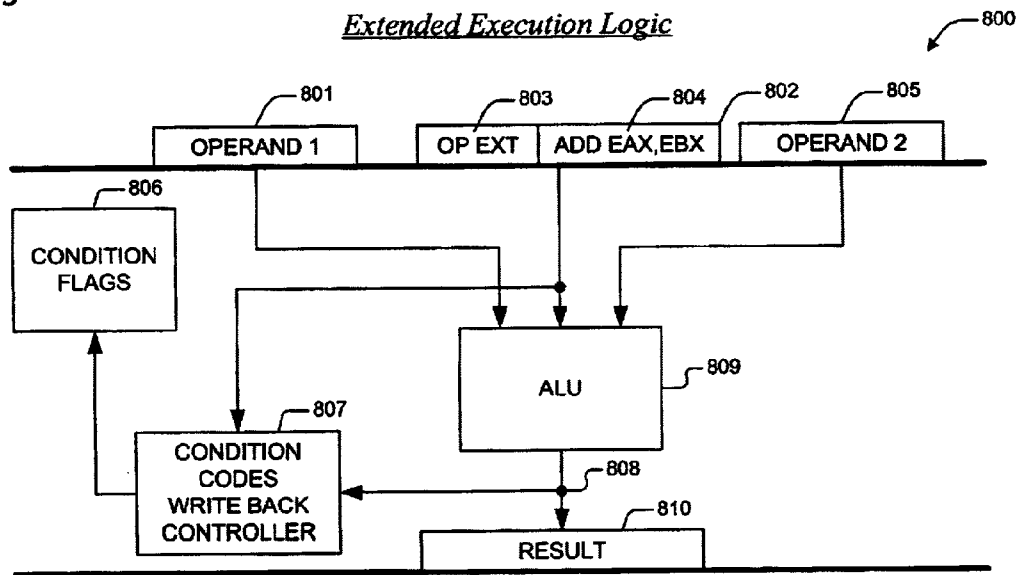 Extended Execution Logic
800
801
803
804
802
805
OPERAND 1
OP EXT
ADD EAX,EBX
OPERAND 2
806
CONDITION
FLAGS
ALU
809
807
CONDITION
CODES
WRITE BACK
CONTROLLER
808
810
RESULT